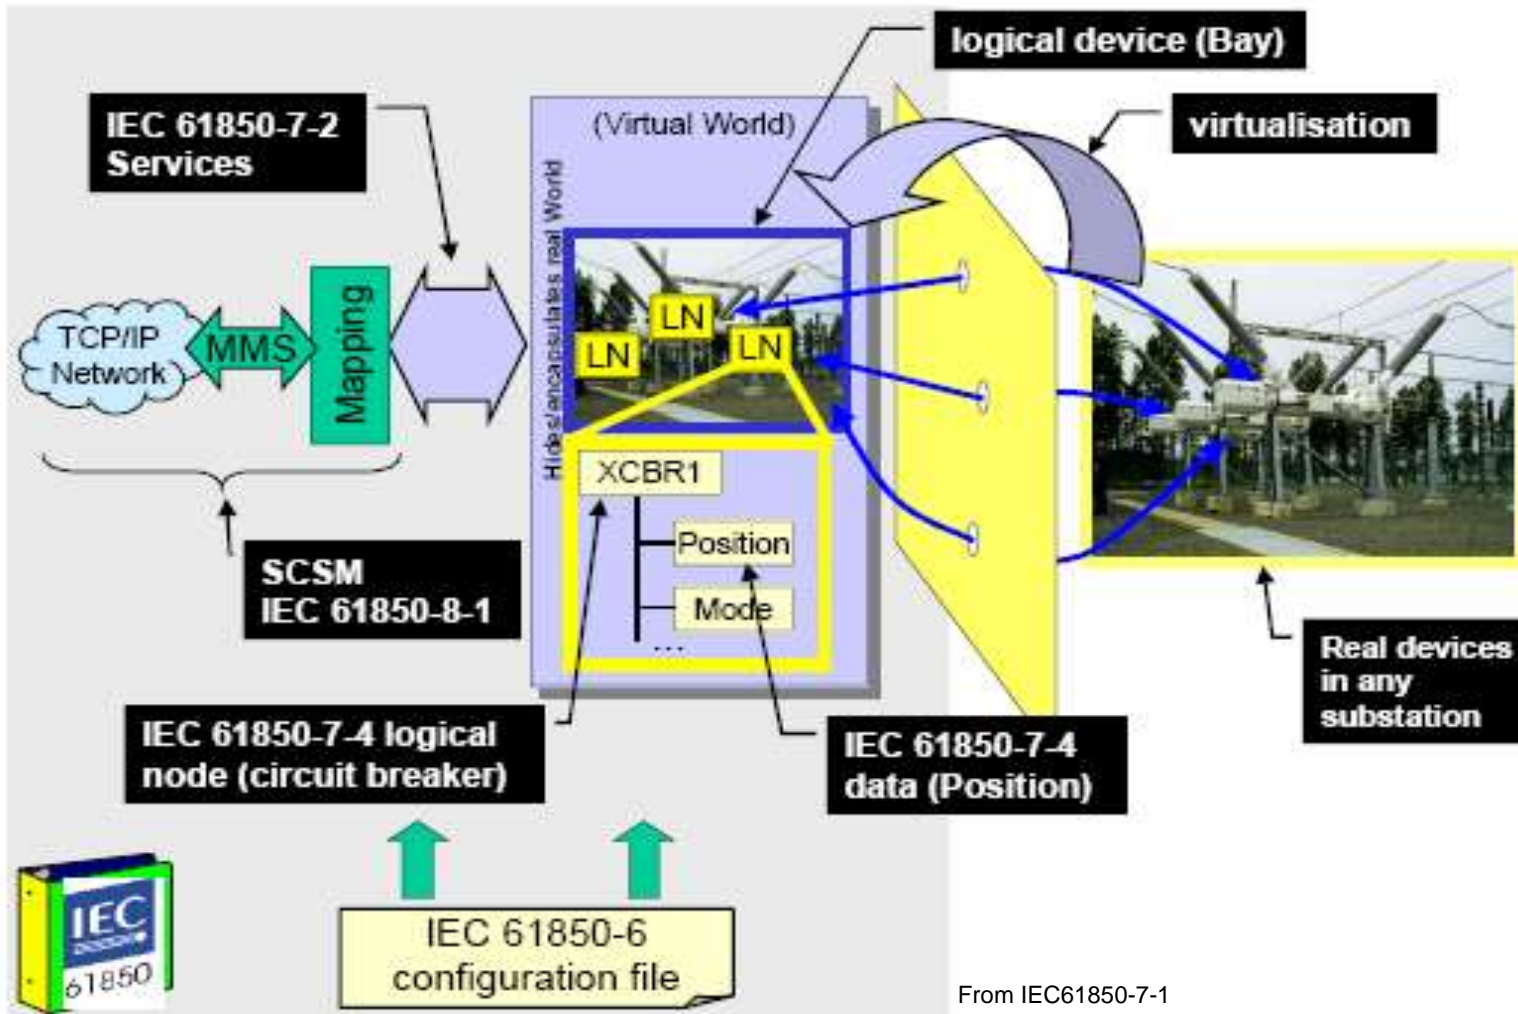 logical device (Bay)
IEC 61850-7-2
Services
(Virtual World)
virtualisation
Hides/encapsulates real World
TCP/IP
Network
MMS
Mapping
LN
LN
LN
XCBR1
Position
Mode
...
SCSM
IEC 61850-8-1
Real devices
in any
substation
IEC 61850-7-4 logical
node (circuit breaker)
IEC 61850-7-4
data (Position)
IEC
61850
IEC 61850-6
configuration file
From IEC61850-7-1